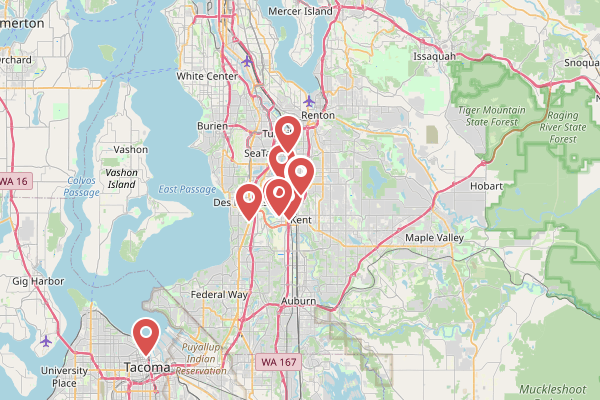 Mercer Island
merton
Issaquah
Snoqua
Orchard
White Center
Renton
Tiger Mountain
State Forest
Raging
River State
Forest
Burien
Tu
SeaTa
Vashon
Vashon
Island
WA 16
Colvos
Passage
East Passage
Hobart
Des
Kent
Maple Valley
Gig Harbor
Federal Way
Auburn
Puyallup
Indian
Reservation
WA 167
University
Place
Tacoma
Muckleshoot